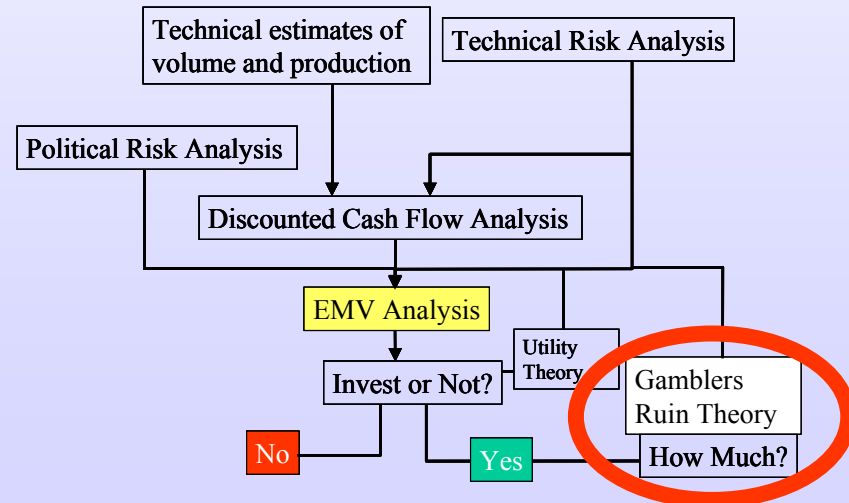 Technical estimates of
volume and production
Technical Risk Analysis
Political Risk Analysis
Discounted Cash Flow Analysis
EMV Analysis
Utility
Theory
Invest or Not?
Gamblers
Ruin Theory
No
Yes
How Much?